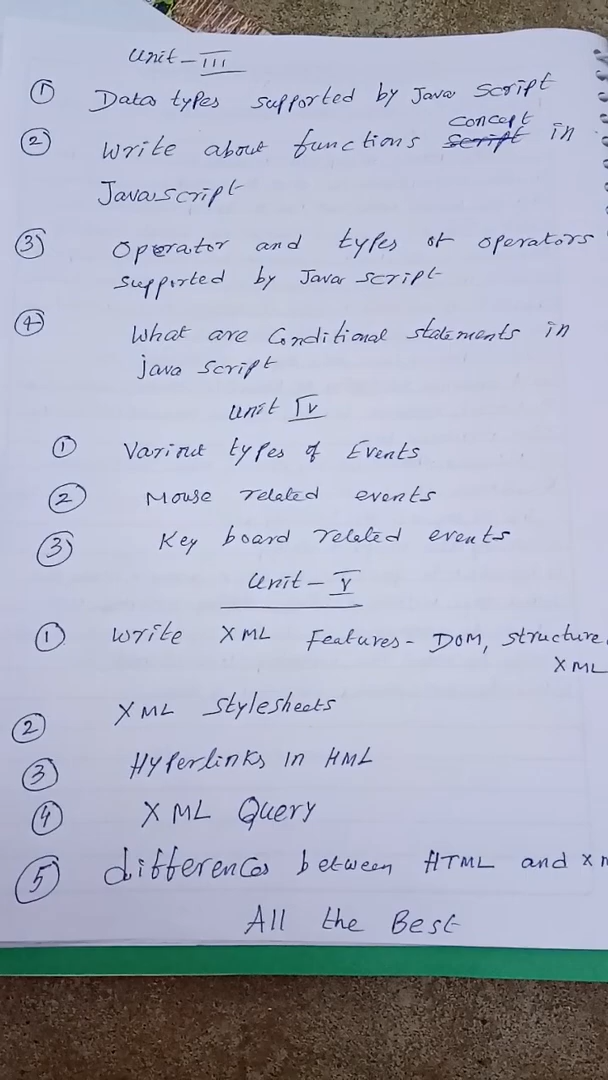 Unit - III
① Data types supported by Java Script
② Write about functions script concept in
Javascript
③ Operator and types of operators
supported by Java script
④ What are Conditional statements in
java script
unit IV
① Varinut types of Events
② Mouse related events
③ Key board related events
Unit - V
① Write XML Features - DOM, structure
XML
② XML Stylesheets
③ Hyperlinks in HML
④ XML Query
⑤ differences between HTML and
All the Best